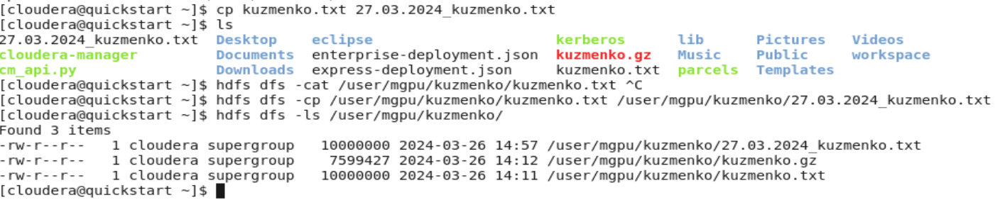 [cloudera@quickstart ~]$ cp kuzmenko.txt 27.03.2024_kuzmenko.txt
[cloudera@quickstart ~]$ ls
27.03.2024_kuzmenko.txt  Desktop    eclipse                     kerberos      lib      Pictures   Videos
cloudera-manager         Documents  enterprise-deployment.json  kuzmenko.gz   Music    Public     workspace
cm_api.py                Downloads  express-deployment.json     kuzmenko.txt  parcels  Templates
[cloudera@quickstart ~]$ hdfs dfs -cat /user/mgpu/kuzmenko/kuzmenko.txt ^C
[cloudera@quickstart ~]$ hdfs dfs -cp /user/mgpu/kuzmenko/kuzmenko.txt /user/mgpu/kuzmenko/27.03.2024_kuzmenko.txt
[cloudera@quickstart ~]$ hdfs dfs -ls /user/mgpu/kuzmenko/
Found 3 items
-rw-r--r--   1 cloudera supergroup   10000000 2024-03-26 14:57 /user/mgpu/kuzmenko/27.03.2024_kuzmenko.txt
-rw-r--r--   1 cloudera supergroup    7599427 2024-03-26 14:12 /user/mgpu/kuzmenko/kuzmenko.gz
-rw-r--r--   1 cloudera supergroup   10000000 2024-03-26 14:11 /user/mgpu/kuzmenko/kuzmenko.txt
[cloudera@quickstart ~]$